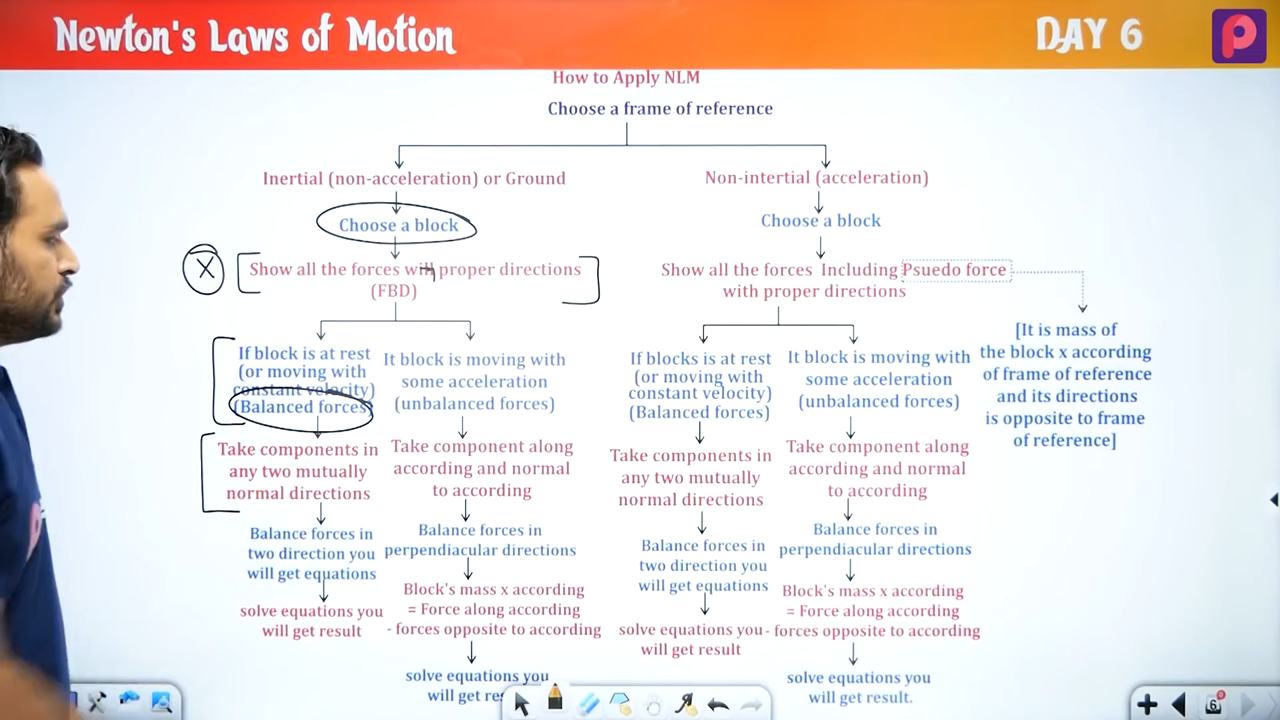 Newton's Laws of Motion
DAY 6
How to Apply NLM
Choose a frame of reference
Inertial (non-acceleration) or Ground
Choose a block
X
Show all the forces with proper directions
(FBD)
If block is at rest
(or moving with
constant velocity)
(Balanced forces)
Take components in
any two mutually
normal directions
Balance forces in
two direction you
will get equations
solve equations you
will get result
It block is moving with
some acceleration
(unbalanced forces)
Take component along
according and normal
to according
Balance forces in
perpendiacular directions
Block's mass x according
= Force along according
- forces opposite to according
solve equations you
will get
Non-intertial (acceleration)
Choose a block
Show all the forces Including Psuedo force
with proper directions
If blocks is at rest
(or moving with
constant velocity)
(Balanced forces)
Take components in
any two mutually
normal directions
Balance forces in
two direction you
will get equations
solve equations you
will get result
It block is moving with
some acceleration
(unbalanced forces)
Take component along
according and normal
to according
Balance forces in
perpendiacular directions
Block's mass x according
= Force along according
- forces opposite to according
solve equations you
will get result.
[It is mass of
the block x according
of frame of reference
and its directions
is opposite to frame
of reference]
6